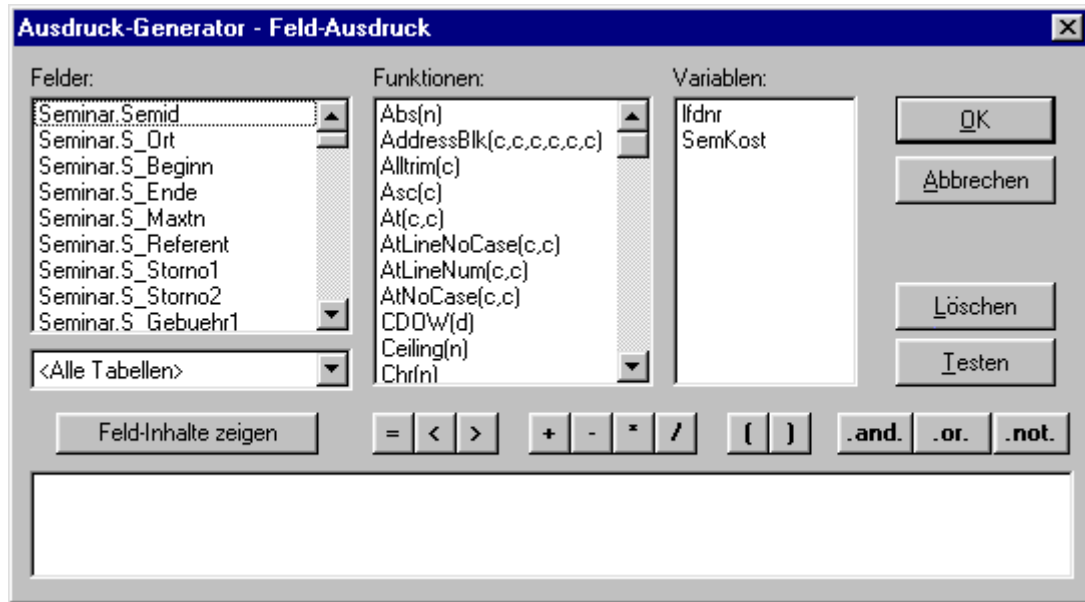 Ausdruck-Generator - Feld-Ausdruck
Felder:
Seminar.Semid
Seminar.S_Ort
Seminar.S_Beginn
Seminar.S_Ende
Seminar.S_Maxtn
Seminar.S_Referent
Seminar.S_Storno1
Seminar.S_Storno2
Seminar.S_Gebuehr1
<Alle Tabellen>
Funktionen:
Abs(n)
AddressBlk(c,c,c,c,c,c)
Alltrim(c)
Asc(c)
At(c,c)
AtLineNoCase(c,c)
AtLineNum(c,c)
AtNoCase(c,c)
CDOW(d)
Ceiling(n)
Chr(n)
Variablen:
lfdnr
SemKost
OK
Abbrechen
Löschen
Testen
Feld-Inhalte zeigen
= < > + - * / ( ) .and. .or. .not.